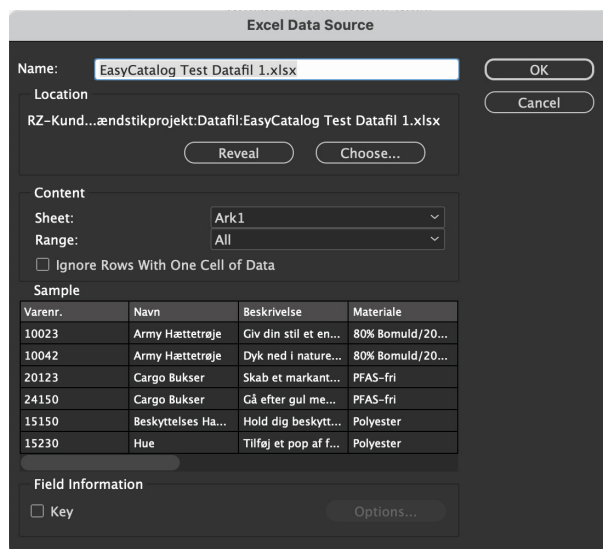 Excel Data Source
Name: EasyCatalog Test Datafil 1.xlsx
OK
Cancel
Location
RZ-Kund...ændstikprojekt:Datafil:EasyCatalog Test Datafil 1.xlsx
Reveal Choose...
Content
Sheet: Ark1
Range: All
Ignore Rows With One Cell of Data
Sample
Varenr. Navn Beskrivelse Materiale
10023 Army Hættetrøje Giv din stil et en... 80% Bomuld/20...
10042 Army Hættetrøje Dyk ned i nature... 80% Bomuld/20...
20123 Cargo Bukser Skab et markant... PFAS-fri
24150 Cargo Bukser Gå efter gul me... PFAS-fri
15150 Beskyttelses Ha... Hold dig beskytt... Polyester
15230 Hue Tilføj et pop af f... Polyester
Field Information
Key Options...